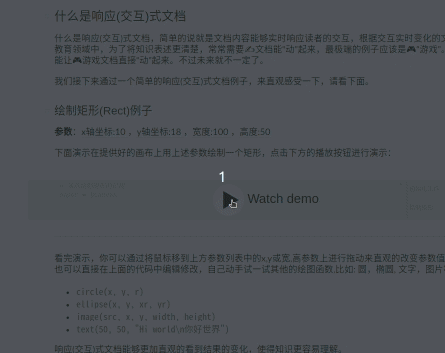 什么是响应(交互)式文档
什么是响应(交互)式文档，简单的说就是文档内容能够实时响应读者的交互，根据交互实时变化的文
教育领域中，为了将知识表述更清楚，常常需要✍文档能"动"起来，最极端的例子应该是🎮"游戏"。
能让🎮游戏文档直接"动"起来。不过未来就不一定了。
我们接下来通过一个简单的响应(交互)式文档例子，来直观感受一下，请看下面。
绘制矩形(Rect)例子
参数：x轴坐标:10 ，y轴坐标:18 ，宽度:100 ，高度:50
下面演示在提供好的画布上用上述参数绘制一个矩形，点击下方的播放按钮进行演示：
1
Watch demo
看完演示，你可以通过将鼠标移到上方参数列表中的x,y或宽,高参数上进行拖动来直观的改变参数值
也可以直接在上面的代码中编辑修改，自己动手试一试其他的绘图函数,比如: 圆，椭圆, 文字，图片
• circle(x, y, r)
• ellipse(x, y, xr, yr)
• image(src, x, y, width, height)
• text(50, 50, "Hi world\n你好世界")
响应(交互)式文档能够更加直观的看到结果的变化，使得知识更容易理解。